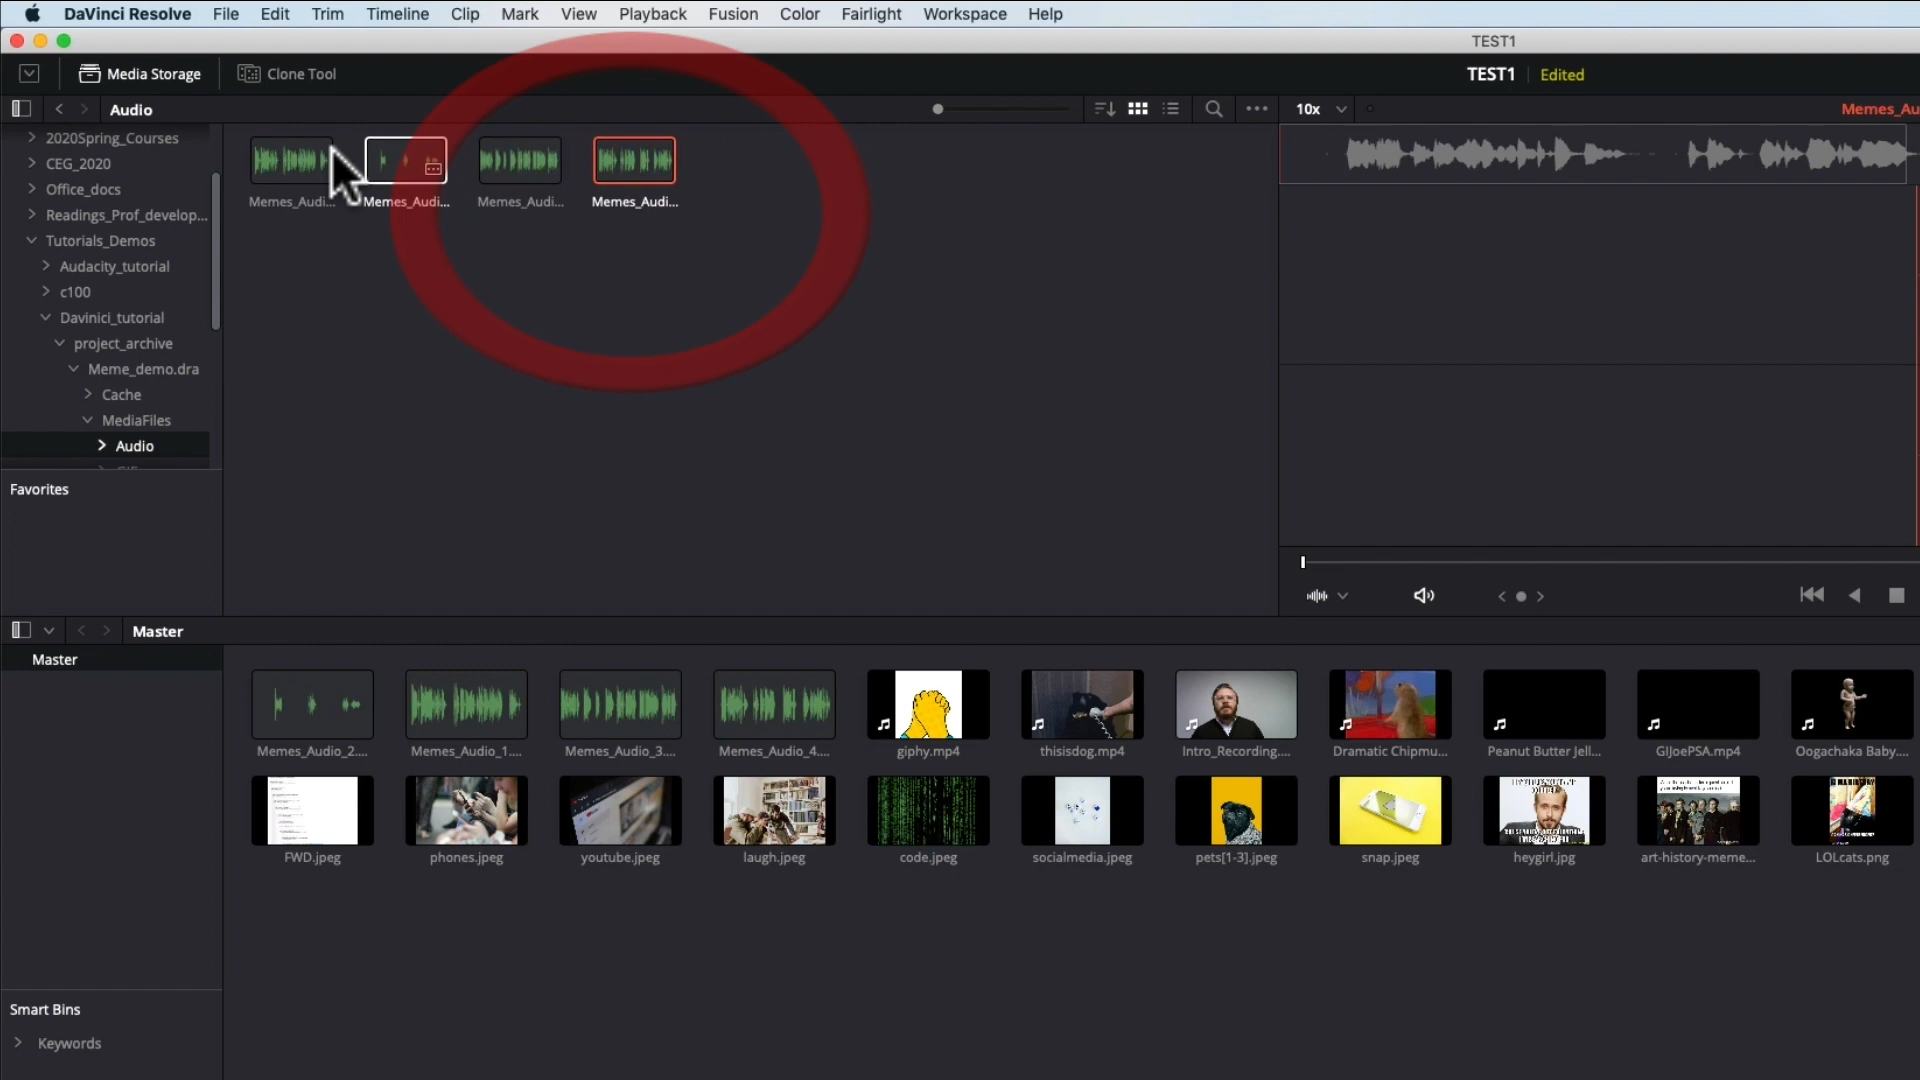 DaVinci Resolve File Edit Trim Timeline Clip Mark View Playback Fusion Color Fairlight Workspace Help
TEST1
Media Storage Clone Tool TEST1 Edited
Audio 10x Memes_Au
2020Spring_Courses
CEG_2020
Office_docs
Readings_Prof_develop...
Tutorials_Demos
Audacity_tutorial
c100
Davinici_tutorial
project_archive
Meme_demo.dra
Cache
MediaFiles
Audio
Memes_Audi... Memes_Audi... Memes_Audi... Memes_Audi...
Favorites
Master
Master
Memes_Audio_2.... Memes_Audio_1.... Memes_Audio_3.... Memes_Audio_4.... giphy.mp4 thisisdog.mp4 Intro_Recording.... Dramatic Chipmu... Peanut Butter Jell... GIJoePSA.mp4 Oogachaka Baby....
FWD.jpeg phones.jpeg youtube.jpeg laugh.jpeg code.jpeg socialmedia.jpeg pets[1-3].jpeg snap.jpeg heygirl.jpg art-history-meme... LOLcats.png
Smart Bins
Keywords